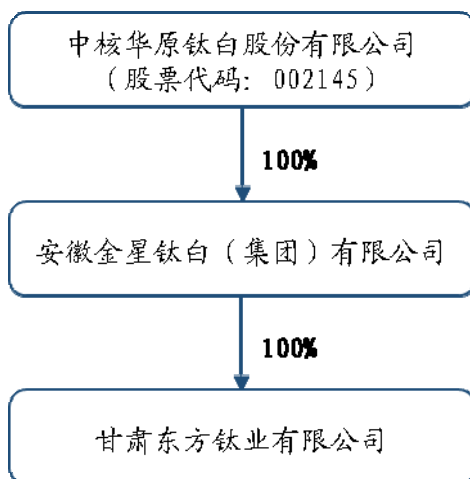 中核华原钛白股份有限公司
（股票代码：002145）
100%
安徽金星钛白（集团）有限公司
100%
甘肃东方钛业有限公司